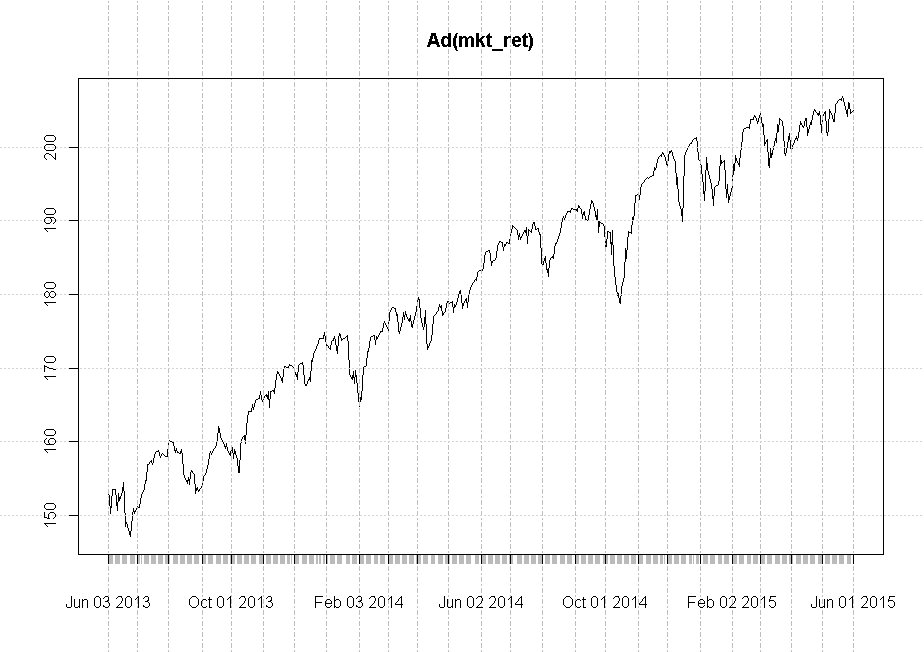 Ad(mkt_ret)
200
190
180
170
160
150
Jun 03 2013
Oct 01 2013
Feb 03 2014
Jun 02 2014
Oct 01 2014
Feb 02 2015
Jun 01 2015